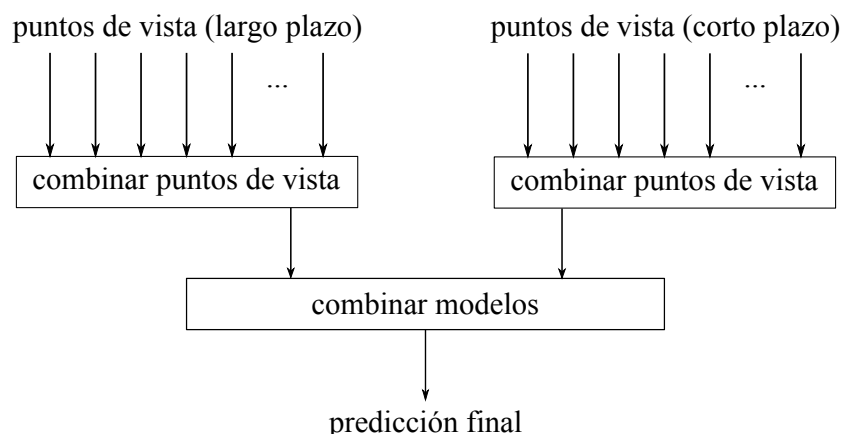 puntos de vista (largo plazo)
puntos de vista (corto plazo)
...
...
combinar puntos de vista
combinar puntos de vista
combinar modelos
predicción final